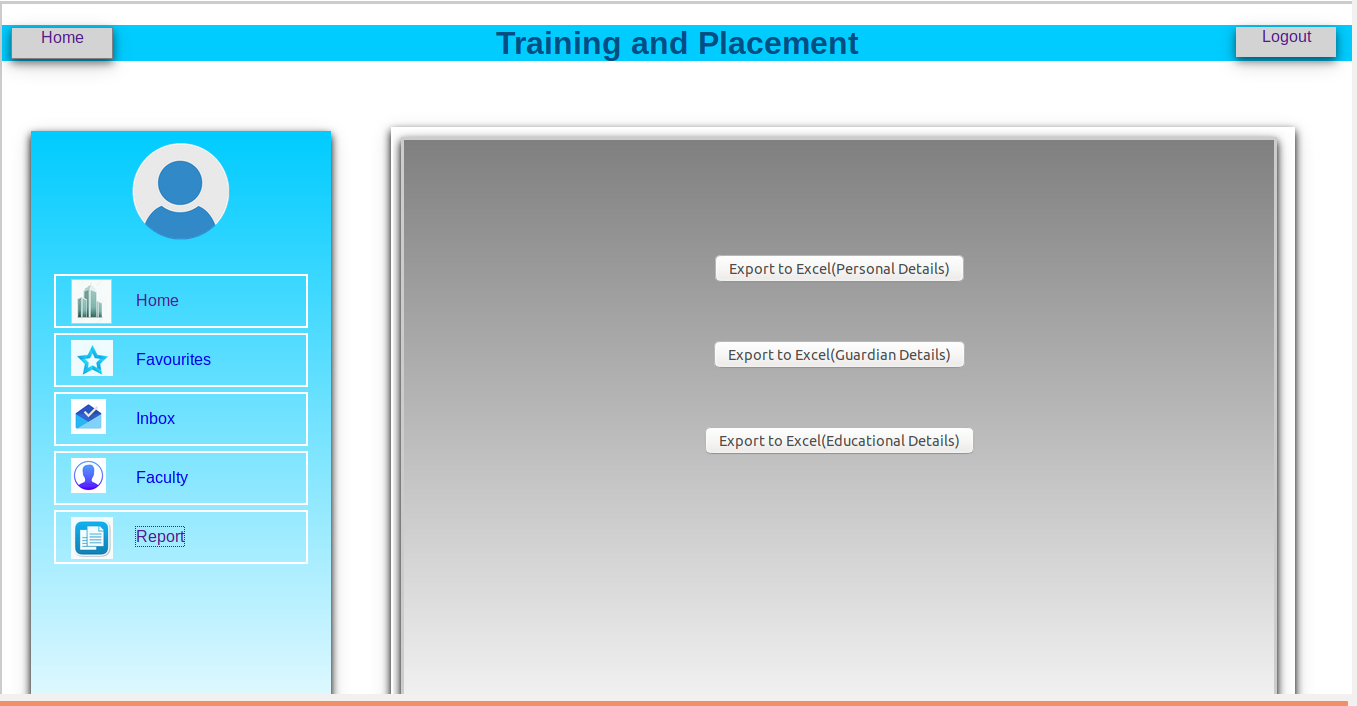 Home
Training and Placement
Logout
Home
Favourites
Inbox
Faculty
Report
Export to Excel(Personal Details)
Export to Excel(Guardian Details)
Export to Excel(Educational Details)